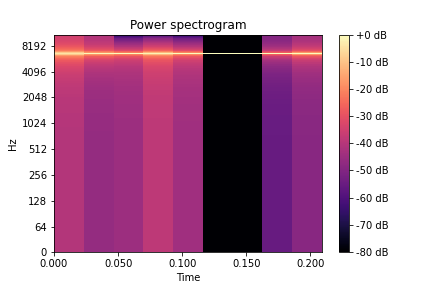 Power spectrogram
Hz
8192
4096
2048
1024
512
256
128
64
0
0.000 0.050 0.100 0.150 0.200
Time
+0 dB
-10 dB
-20 dB
-30 dB
-40 dB
-50 dB
-60 dB
-70 dB
-80 dB